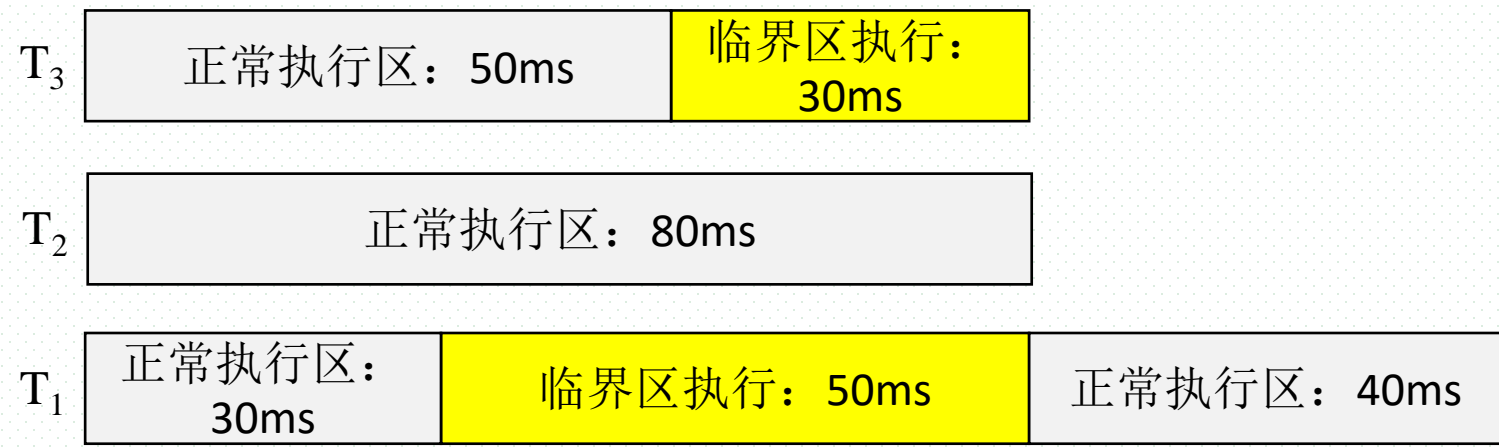 T₃
正常执行区：50ms
临界区执行：
30ms
T₂
正常执行区：80ms
T₁
正常执行区：
30ms
临界区执行：50ms
正常执行区：40ms